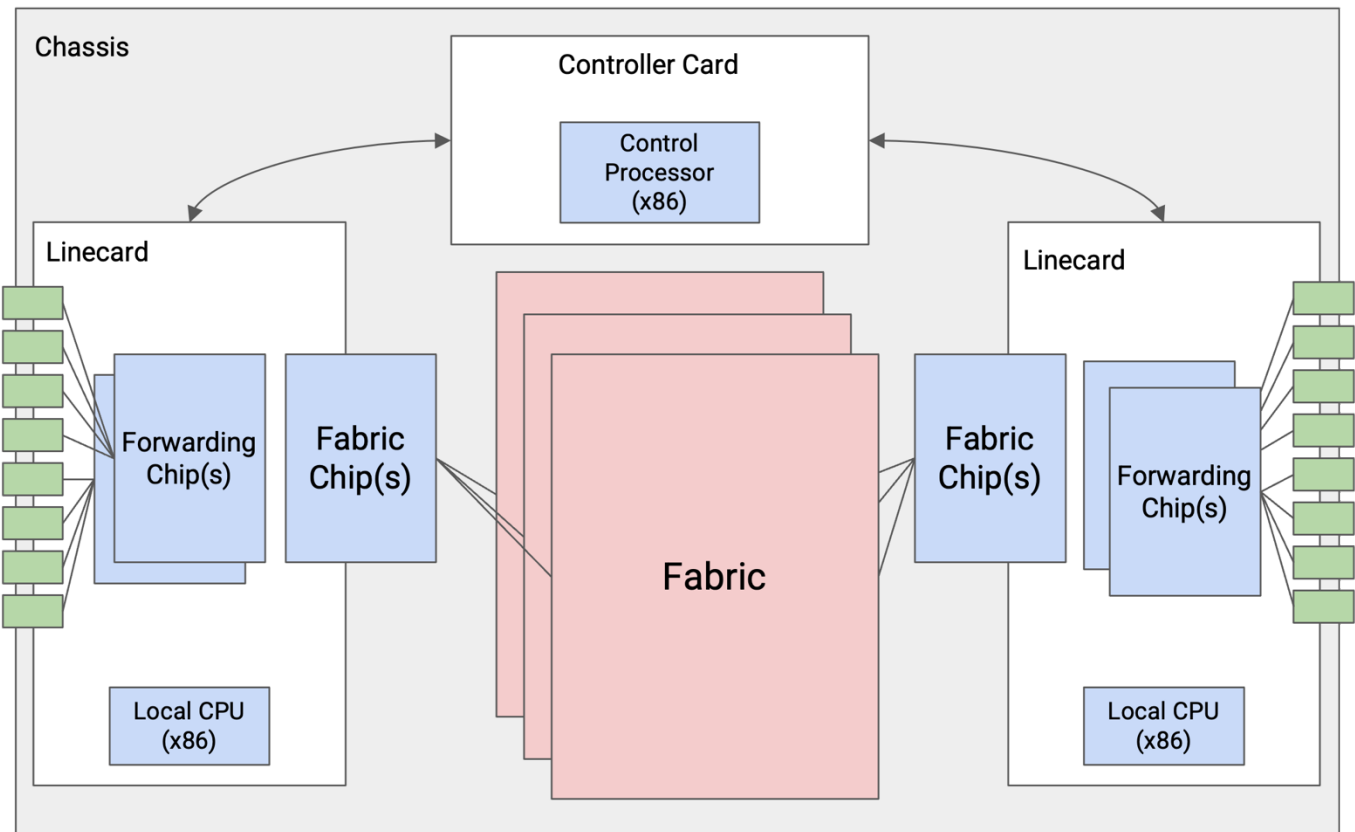 Chassis
Controller Card
Control
Processor
(x86)
Linecard
Linecard
Forwarding
Chip(s)
Fabric
Chip(s)
Fabric
Fabric
Chip(s)
Forwarding
Chip(s)
Local CPU
(x86)
Local CPU
(x86)